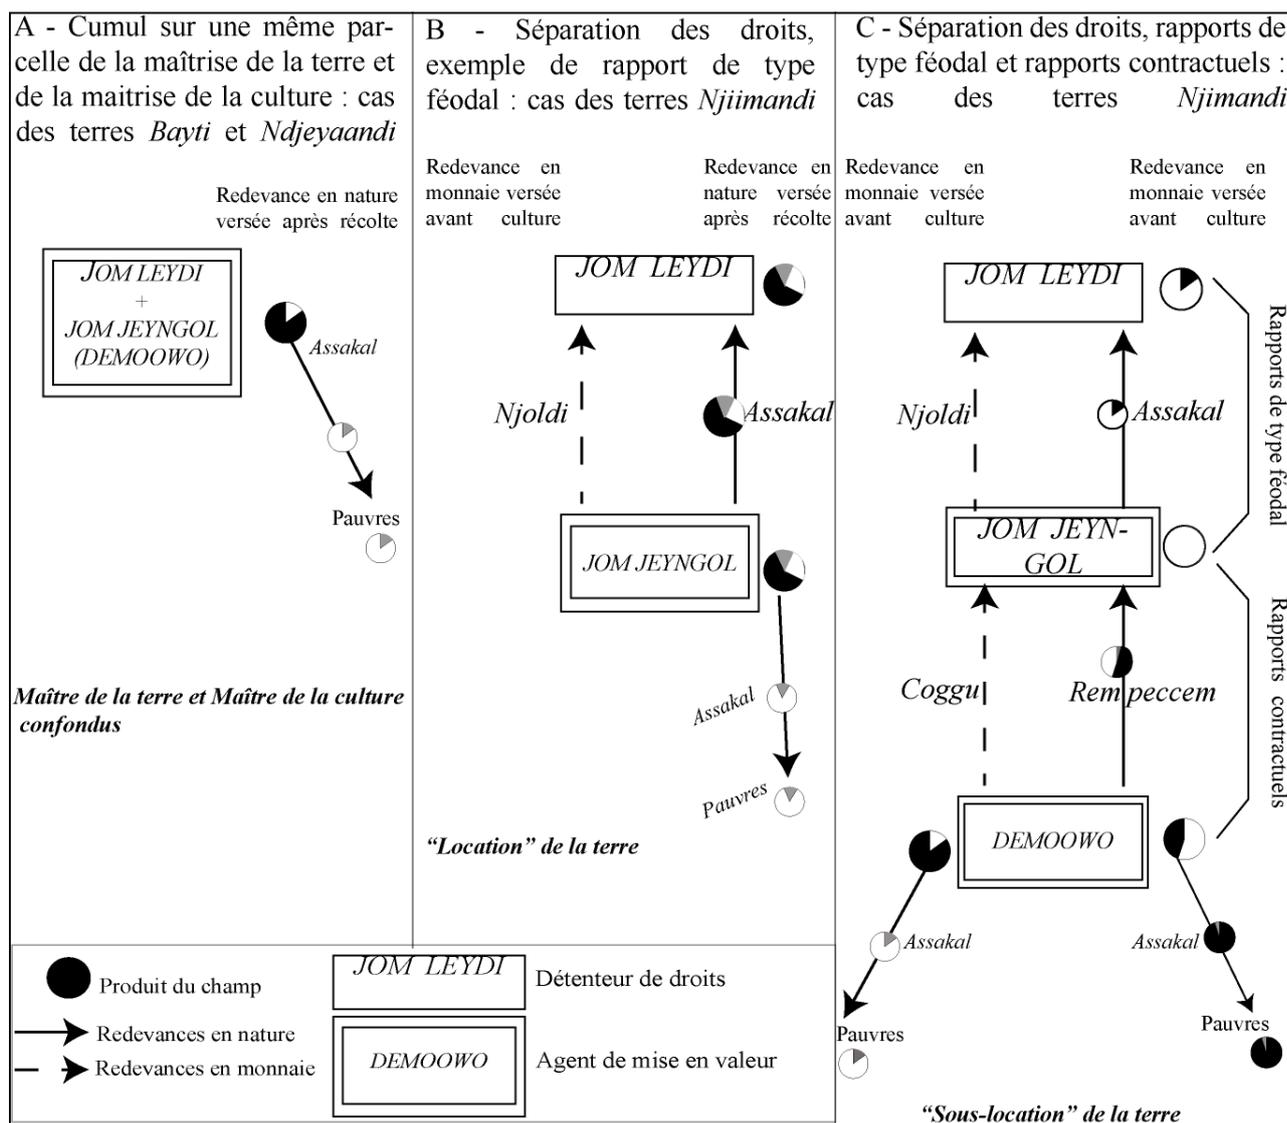 A - Cumul sur une même par-
celle de la maîtrise de la terre et
de la maitrise de la culture : cas
des terres Bayti et Ndjeyaandi
Redevance en nature
versée après récolte
JOM LEYDI
+
JOM JEYNGOL
(DEMOOWO)
Assakal
Pauvres
Maître de la terre et Maître de la culture
confondus
B - Séparation des droits,
exemple de rapport de type
féodal : cas des terres Njiimandi
Redevance en
monnaie versée
avant culture
Redevance en
nature versée
après récolte
JOM LEYDI
Njoldi
Assakal
JOM JEYNGOL
Assakal
Pauvres
“Location” de la terre
C - Séparation des droits, rapports de
type féodal et rapports contractuels :
cas des terres Njimandi
Redevance en
monnaie versée
avant culture
Redevance en
monnaie versée
avant culture
JOM LEYDI
Njoldi
Assakal
Rapports de type féodal
JOM JEYN-
GOL
Coggu
Rem peccem
Rapports contractuels
DEMOOWO
Assakal
Assakal
Pauvres
Pauvres
“Sous-location” de la terre
Produit du champ
Redevances en nature
Redevances en monnaie
JOM LEYDI
Détenteur de droits
DEMOOWO
Agent de mise en valeur